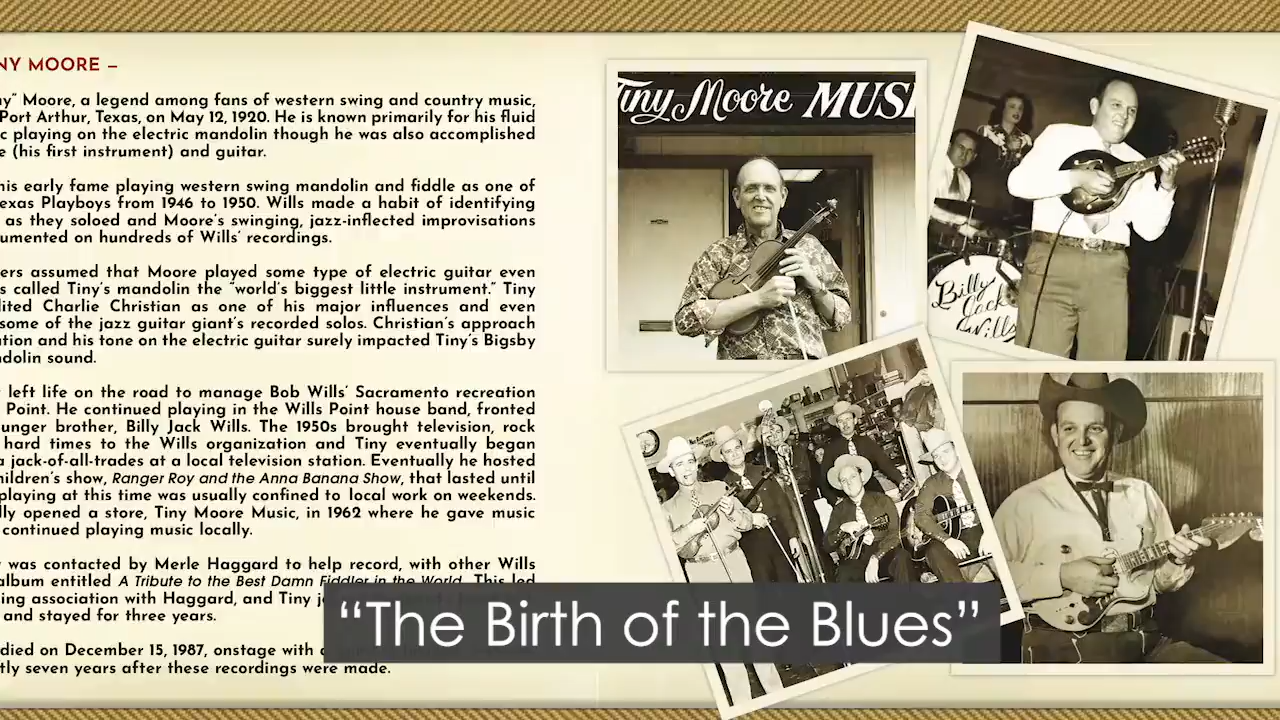 NY MOORE –
ny” Moore, a legend among fans of western swing and country music,
Port Arthur, Texas, on May 12, 1920. He is known primarily for his fluid
c playing on the electric mandolin though he was also accomplished
e (his first instrument) and guitar.
his early fame playing western swing mandolin and fiddle as one of
exas Playboys from 1946 to 1950. Wills made a habit of identifying
as they soloed and Moore’s swinging, jazz-inflected improvisations
umented on hundreds of Wills’ recordings.
ers assumed that Moore played some type of electric guitar even
s called Tiny’s mandolin the “world’s biggest little instrument.” Tiny
dited Charlie Christian as one of his major influences and even
some of the jazz guitar giant’s recorded solos. Christian’s approach
ation and his tone on the electric guitar surely impacted Tiny’s Bigsby
ndolin sound.
left life on the road to manage Bob Wills’ Sacramento recreation
Point. He continued playing in the Wills Point house band, fronted
unger brother, Billy Jack Wills. The 1950s brought television, rock
hard times to the Wills organization and Tiny eventually began
a jack-of-all-trades at a local television station. Eventually he hosted
hildren’s show, Ranger Roy and the Anna Banana Show, that lasted until
playing at this time was usually confined to local work on weekends.
lly opened a store, Tiny Moore Music, in 1962 where he gave music
continued playing music locally.
was contacted by Merle Haggard to help record, with other Wills
album entitled A Tribute to the Best Damn Fiddler in the World. This led
ing association with Haggard, and Tiny
and stayed for three years.
died on December 15, 1987, onstage with
tly seven years after these recordings were made.
Tiny Moore MUSI
Billy
Jack
Wills
“The Birth of the Blues”